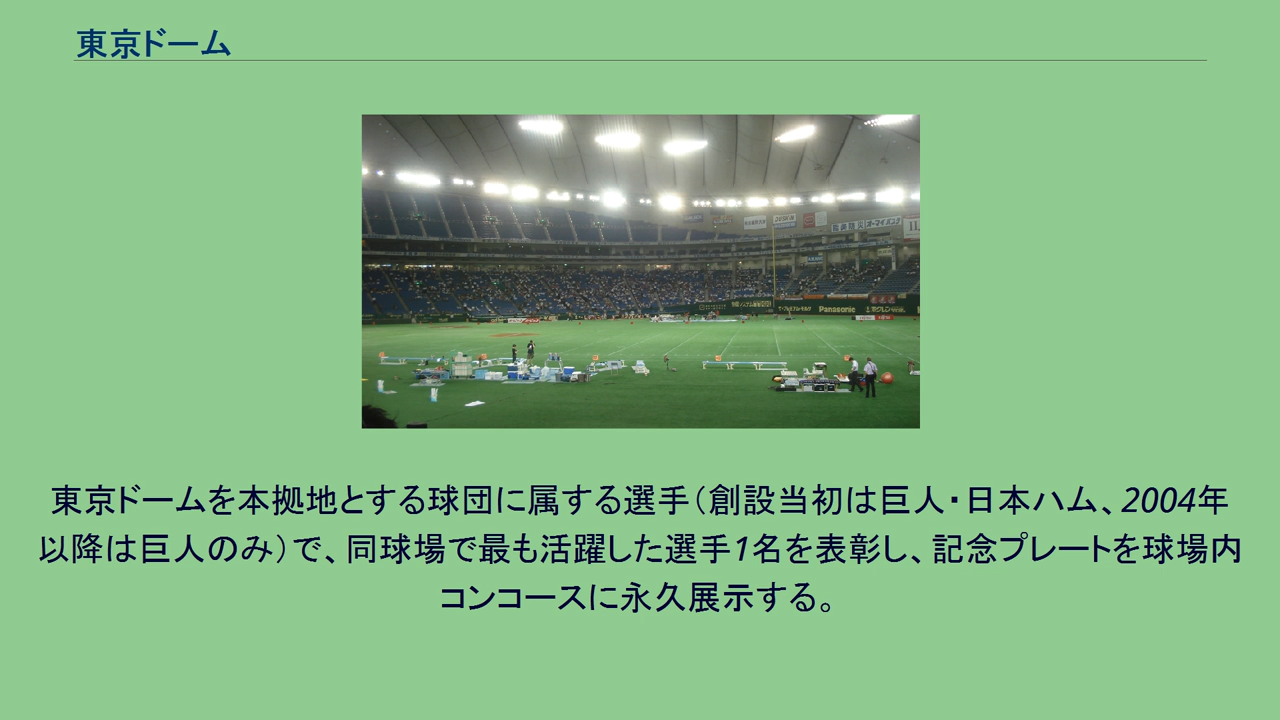 東京ドーム
Panasonic
東京ドームを本拠地とする球団に属する選手（創設当初は巨人・日本ハム、2004年
以降は巨人のみ）で、同球場で最も活躍した選手1名を表彰し、記念プレートを球場内
コンコースに永久展示する。